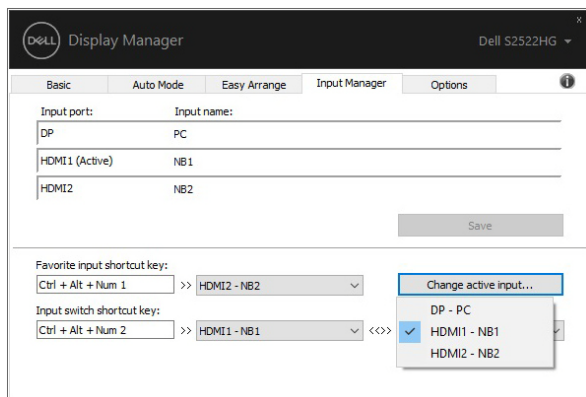 x
DELL Display Manager Dell S2522HG
Basic Auto Mode Easy Arrange Input Manager Options i
Input port: Input name:
DP PC
HDMI1 (Active) NB1
HDMI2 NB2
Save
Favorite input shortcut key:
Ctrl + Alt + Num 1 >> HDMI2 - NB2 Change active input...
Input switch shortcut key:
Ctrl + Alt + Num 2 >> HDMI1 - NB1 <<>>
DP - PC
HDMI1 - NB1
HDMI2 - NB2